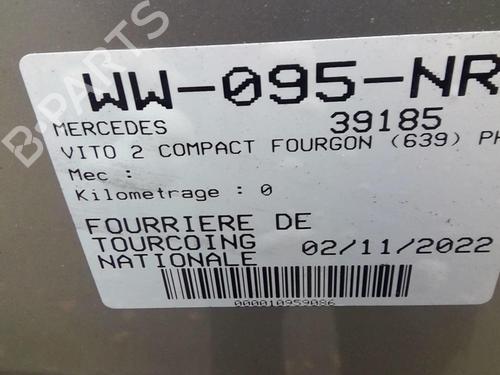 WW-095-NR
MERCEDES 39185
VITO 2 COMPACT FOURGON (639) PH
Mec :
Kilometrage : 0
FOURRIERE DE
TOURCOING
NATIONALE 02/11/2022
000010959086
B-PARTS